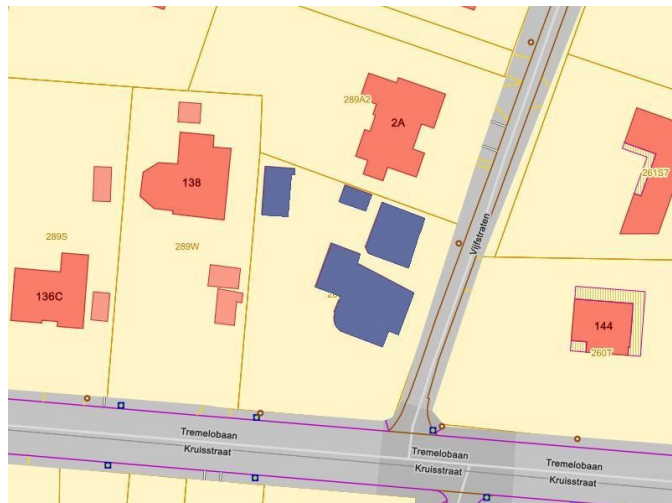 2A
289A2
138
261S7
289S
289W
Vijfstraten
136C
144
260T
Tremelobaan
Kruisstraat
Tremelobaan
Kruisstraat
Tremelobaan
Kruisstraat